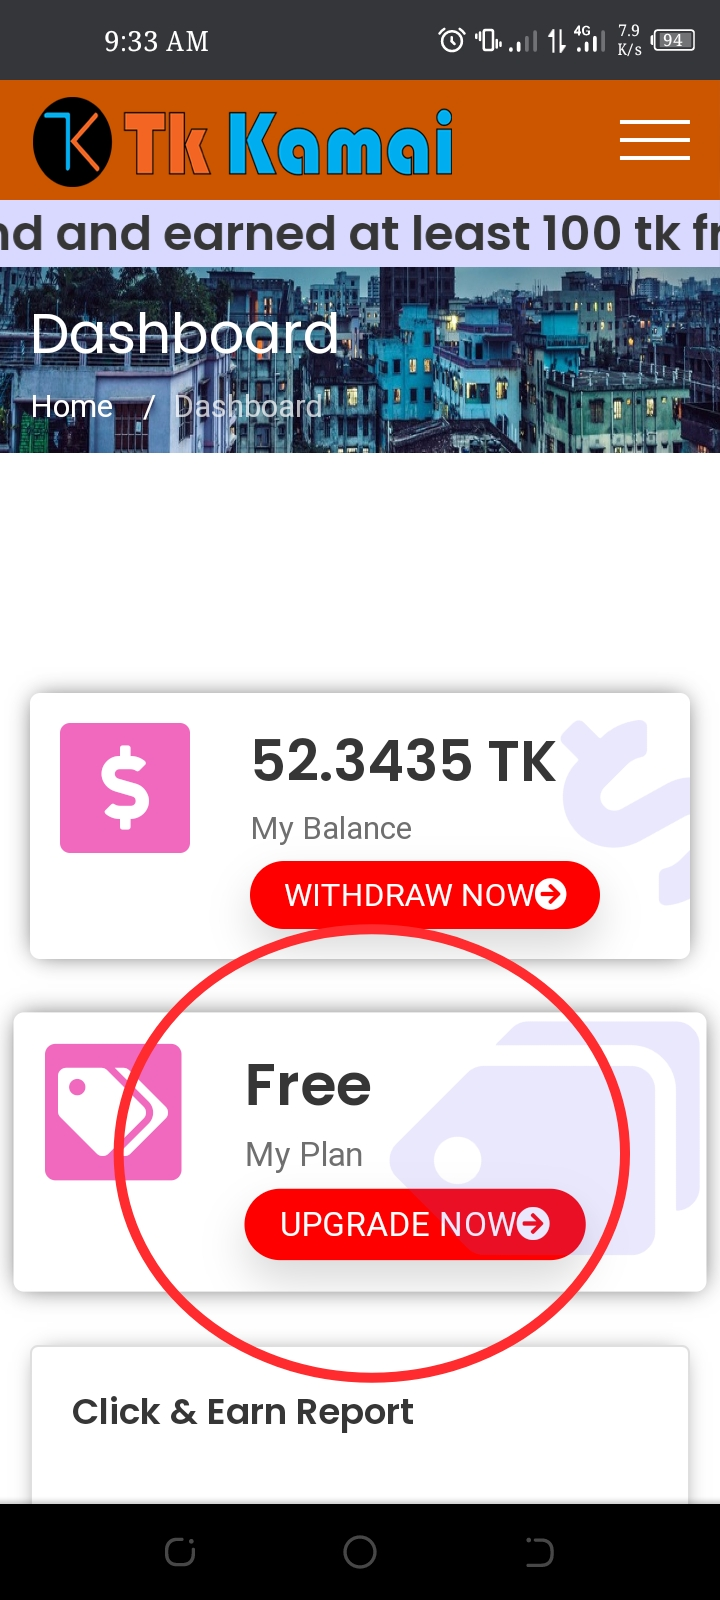 9:33 AM
4G
7.9
K/s
94
Tk Kamai
nd and earned at least 100 tk fr
Dashboard
Home / Dashboard
52.3435 TK
My Balance
WITHDRAW NOW
Free
My Plan
UPGRADE NOW
Click & Earn Report